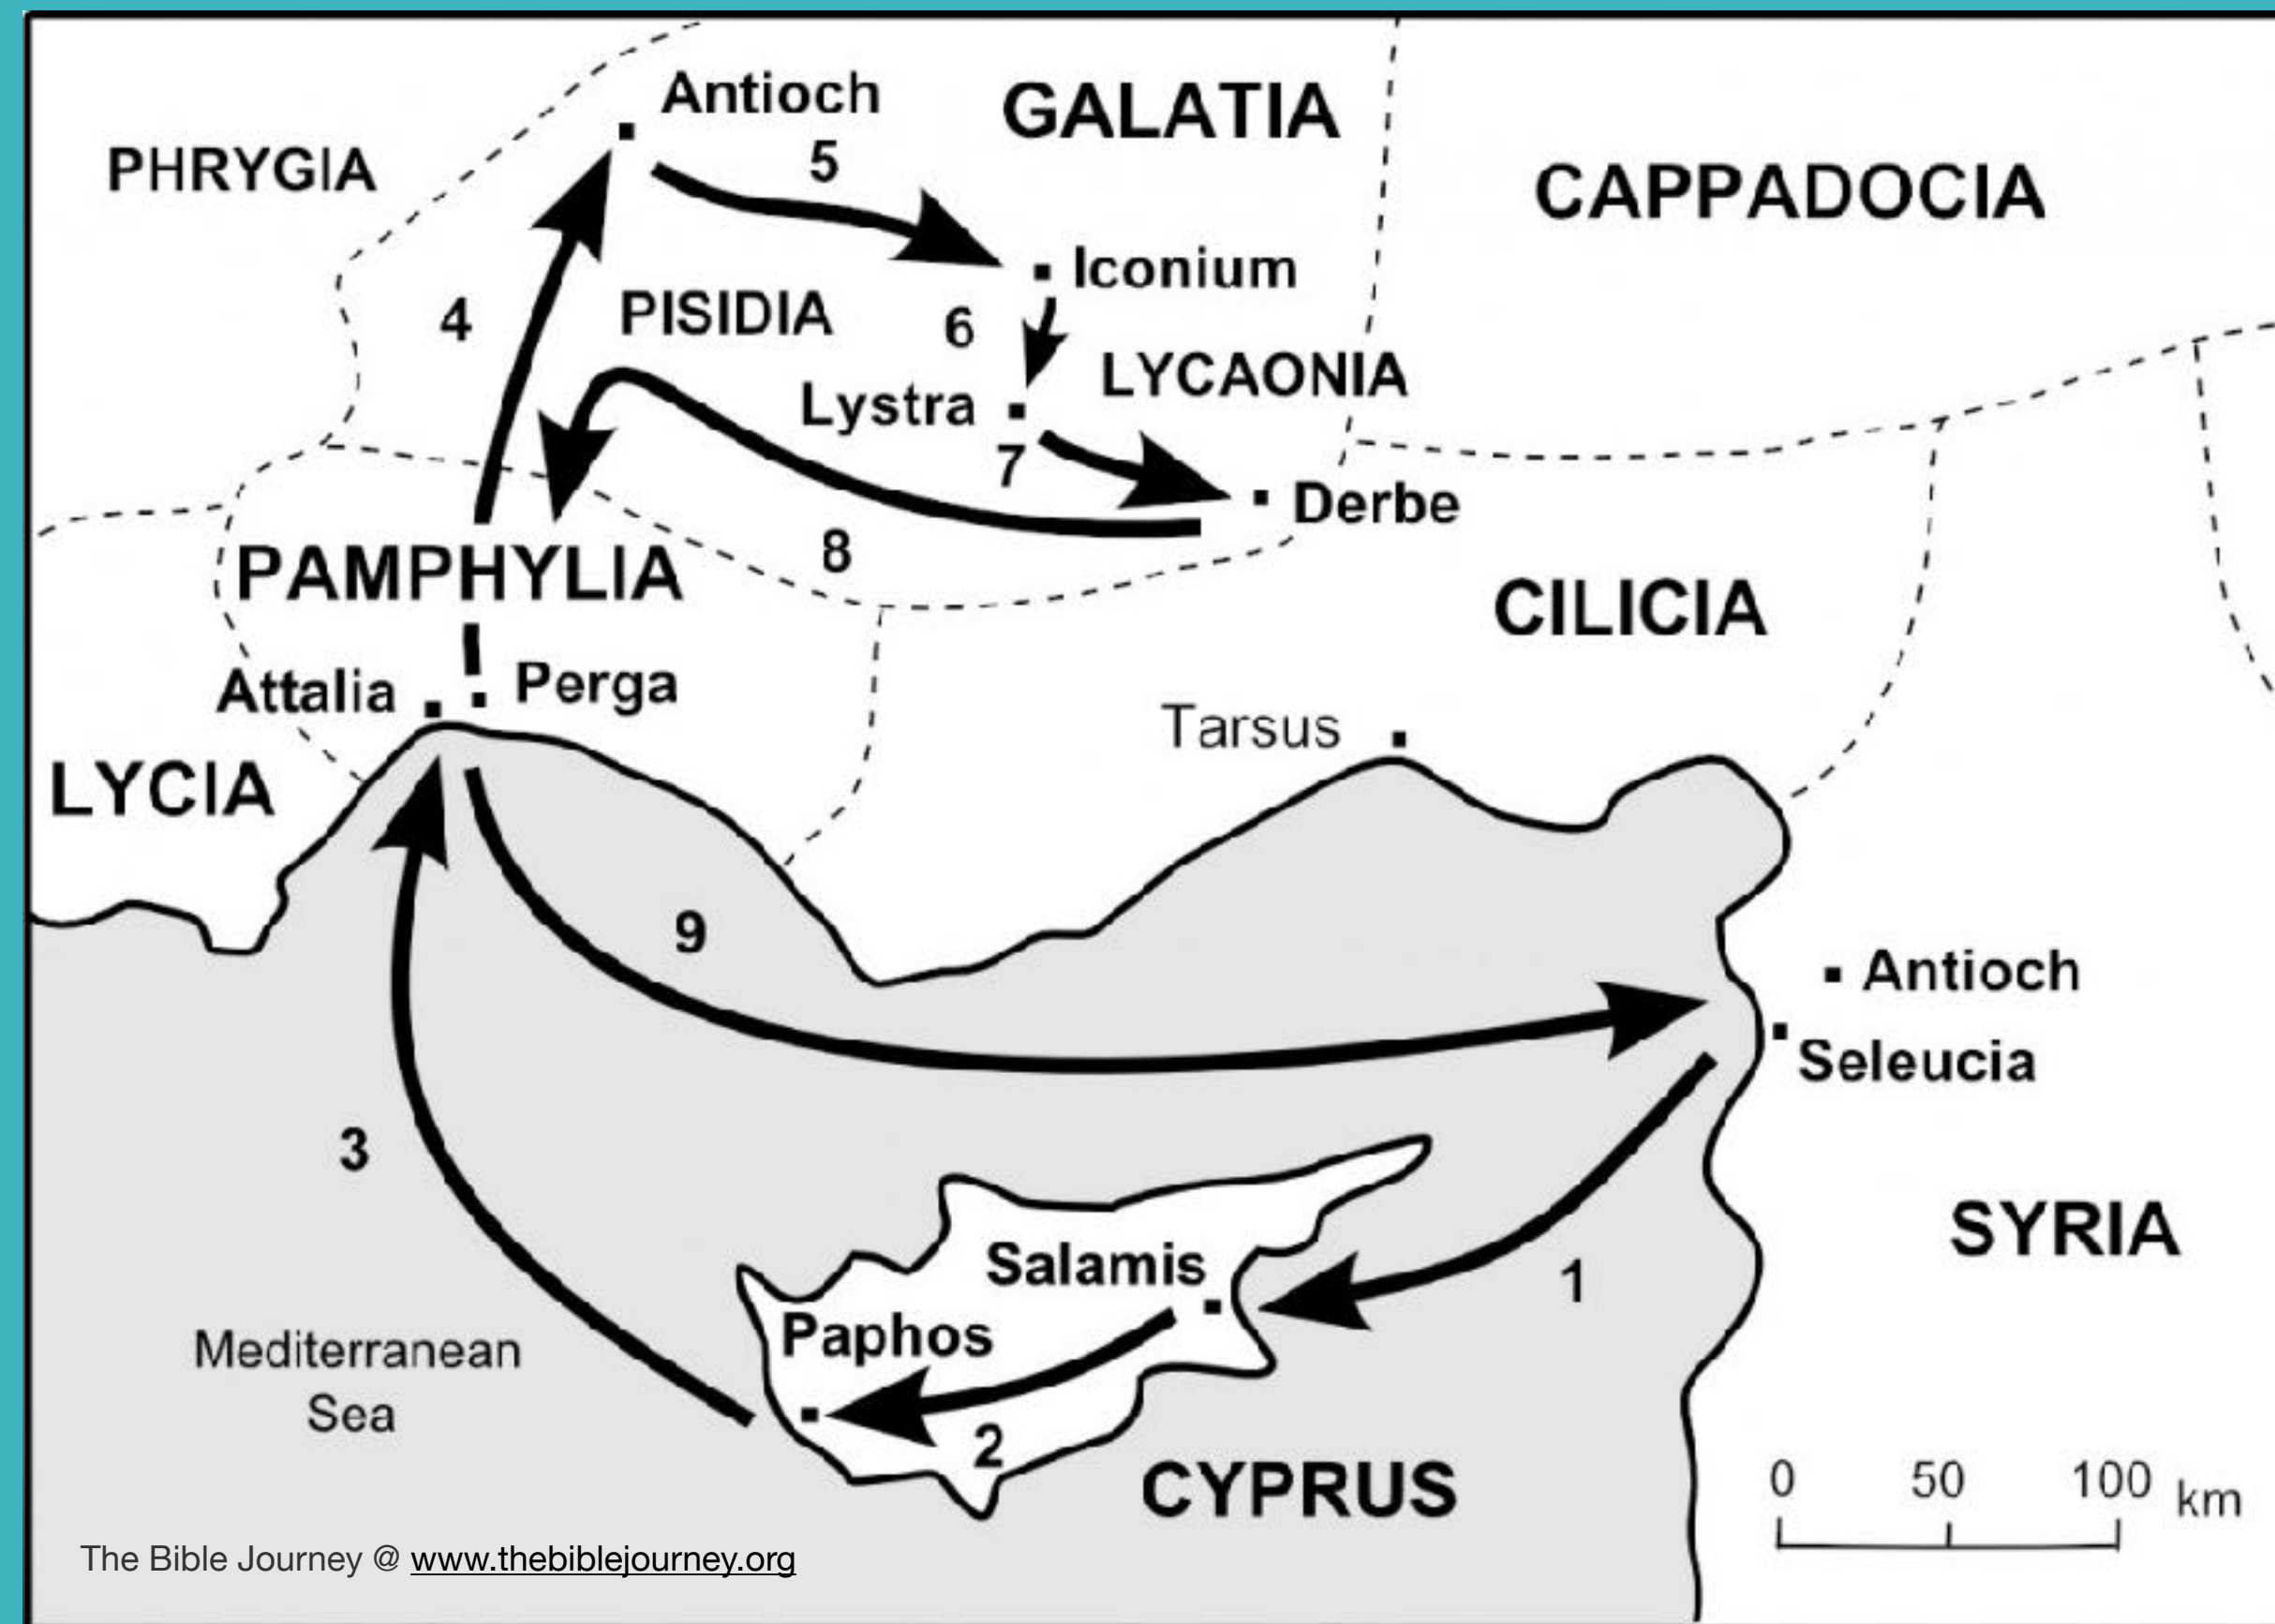 Antioch
GALATIA
5
PHRYGIA
CAPPADOCIA
Iconium
4
PISIDIA
6
LYCAONIA
Lystra
7
Derbe
8
PAMPHYLIA
CILICIA
Attalia
Perga
Tarsus
LYCIA
9
Antioch
Seleucia
3
SYRIA
Salamis
1
Paphos
Mediterranean
Sea
2
CYPRUS
0 50 100 km
The Bible Journey @ www.thebiblejourney.org